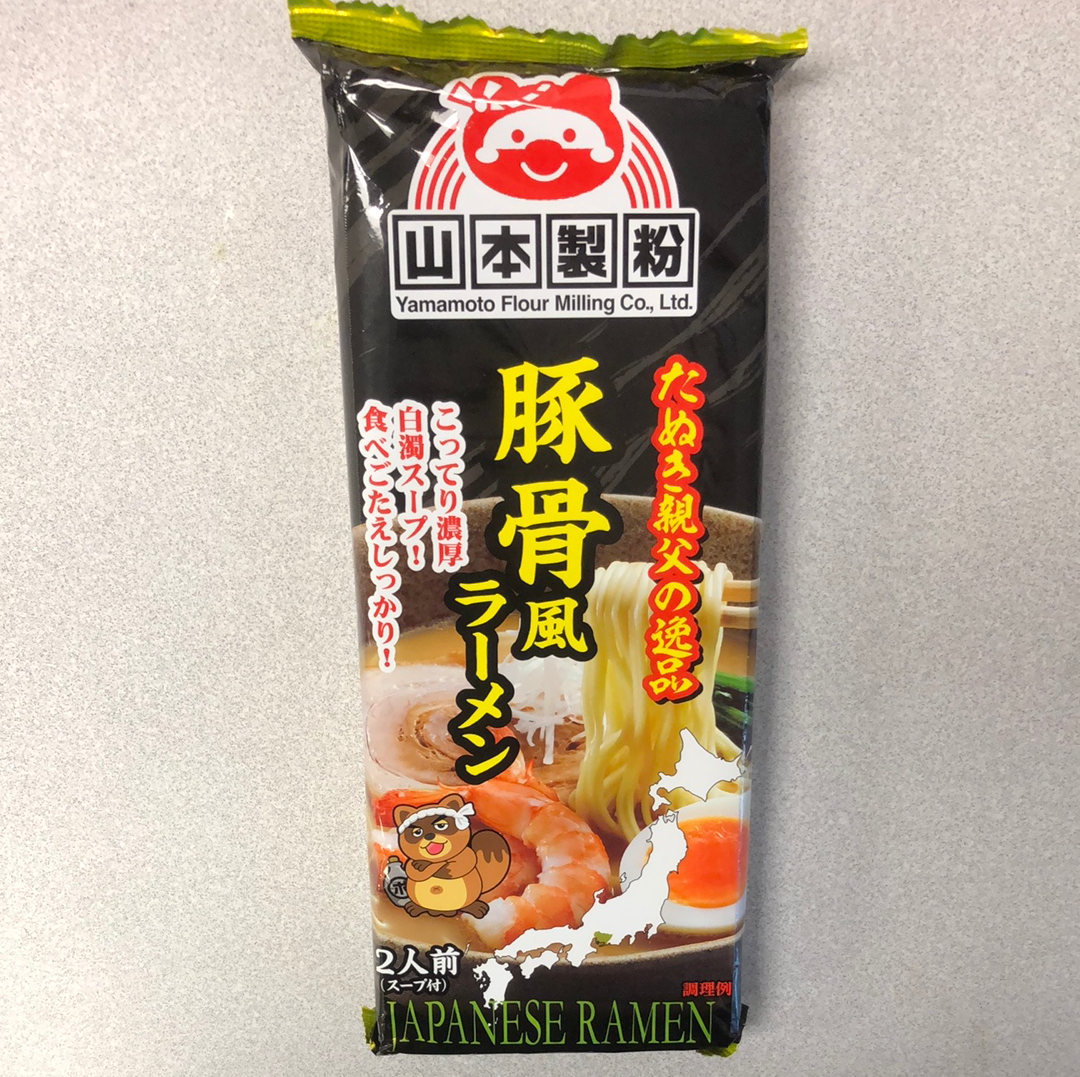 山本製粉
Yamamoto Flour Milling Co., Ltd.
たぬき親父の逸品
豚骨風
ラーメン
こってり濃厚
白濁スープ!
食べごたえしっかり!
ホ
2人前
(スープ付)
調理例
JAPANESE RAMEN